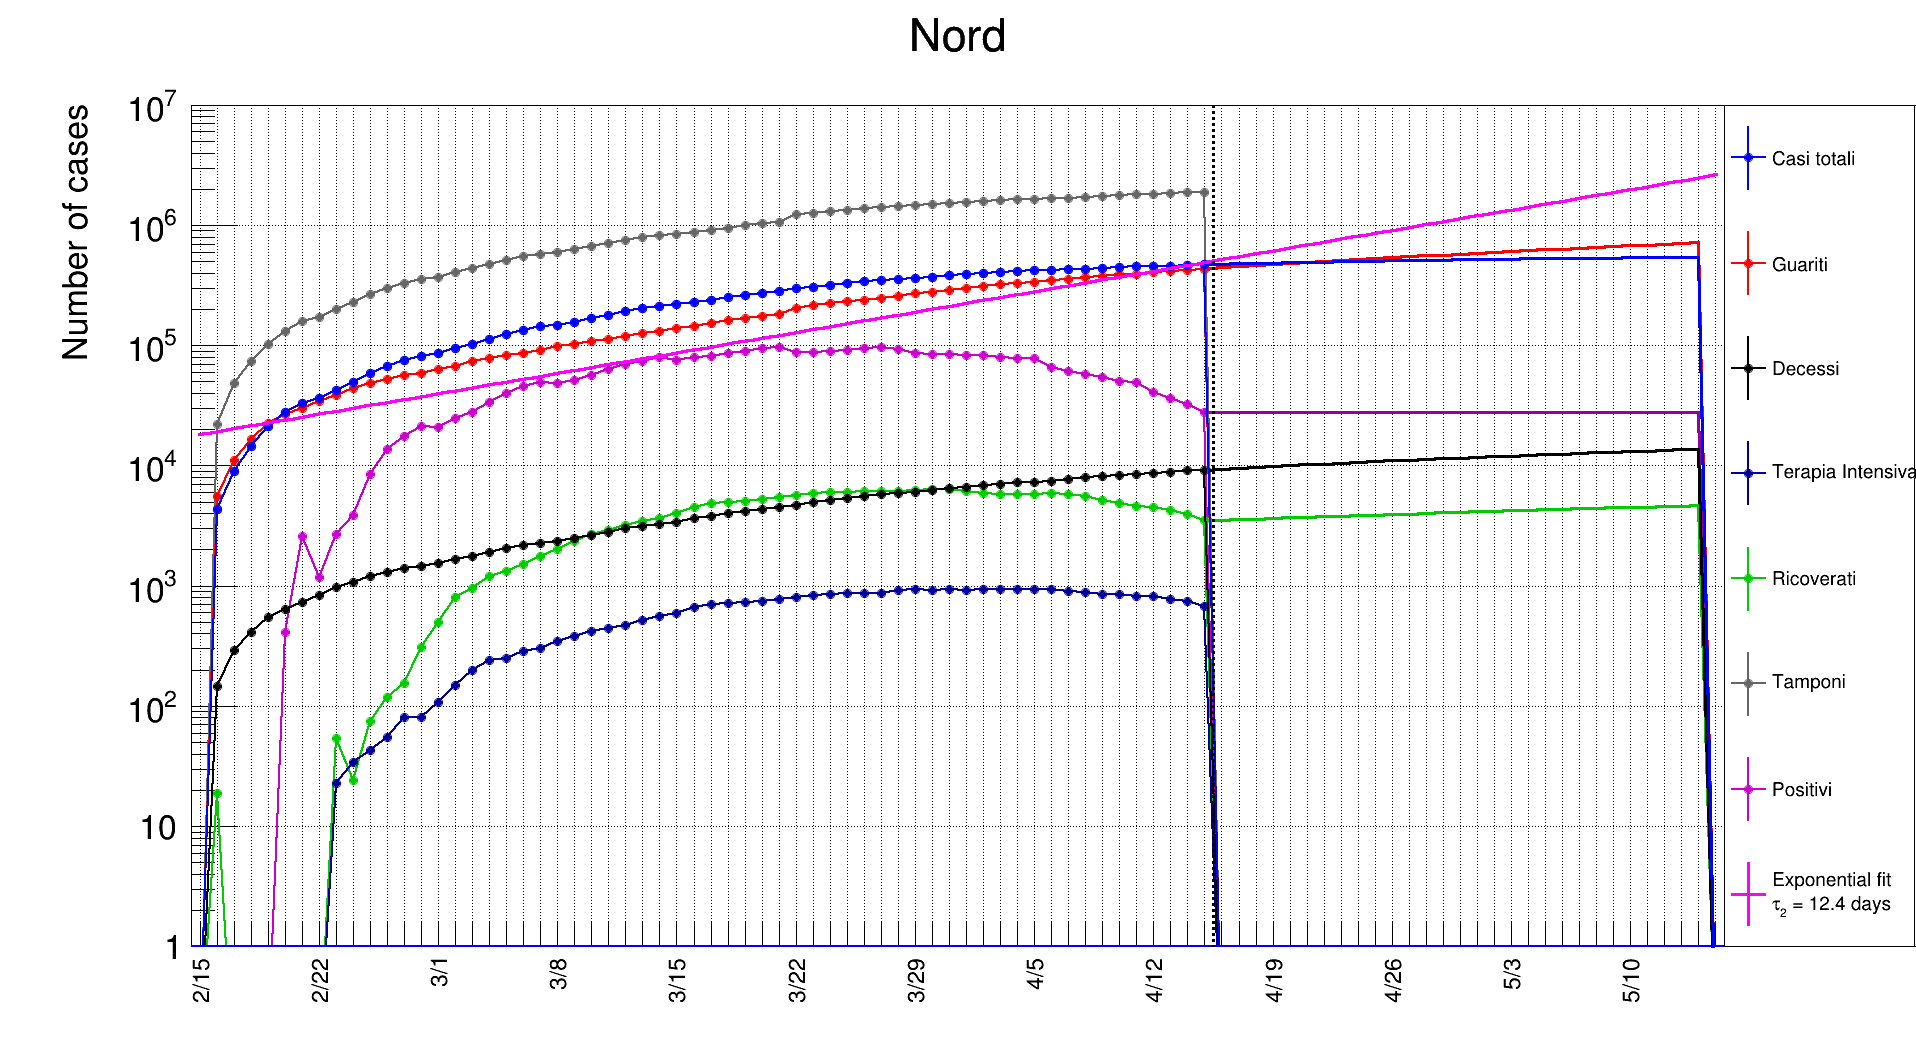 Nord
Number of cases
10^7
10^6
10^5
10^4
10^3
10^2
10
1
2/15
2/22
3/1
3/8
3/15
3/22
3/29
4/5
4/12
4/19
4/26
5/3
5/10
Casi totali
Guariti
Decessi
Terapia Intensiva
Ricoverati
Tamponi
Positivi
Exponential fit
τ₂ = 12.4 days